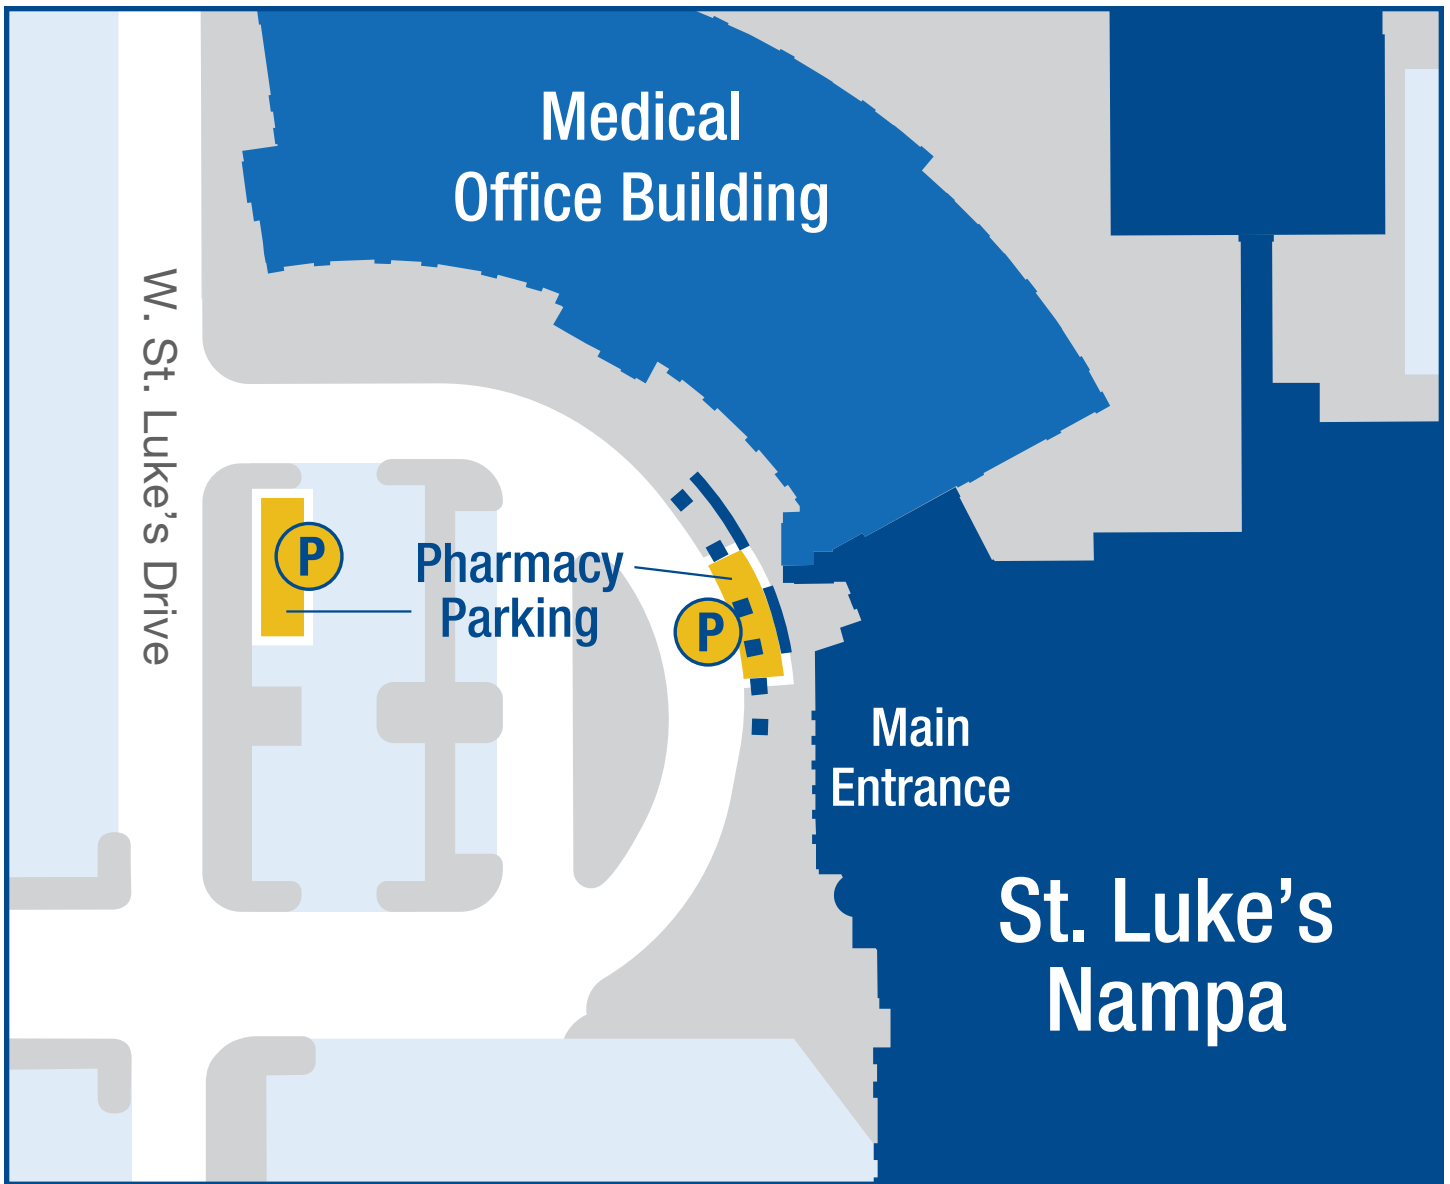 Medical
Office Building
W. St. Luke's Drive
P
Pharmacy
Parking
P
Main
Entrance
St. Luke's
Nampa